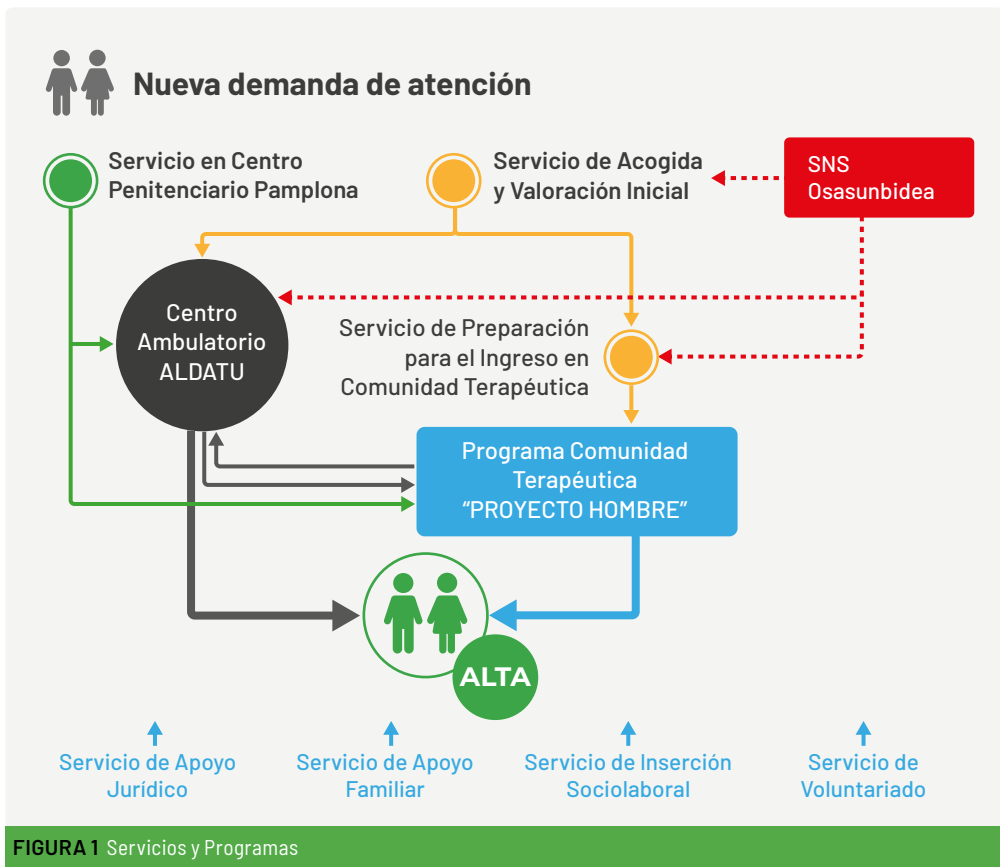 Nueva demanda de atención
Servicio en Centro
Penitenciario Pamplona
Servicio de Acogida
y Valoración Inicial
SNS
Osasunbidea
Centro
Ambulatorio
ALDATU
Servicio de Preparación
para el Ingreso en
Comunidad Terapéutica
Programa Comunidad
Terapéutica
“PROYECTO HOMBRE”
ALTA
Servicio de Apoyo
Jurídico
Servicio de Apoyo
Familiar
Servicio de Inserción
Sociolaboral
Servicio de
Voluntariado
FIGURA 1 Servicios y Programas